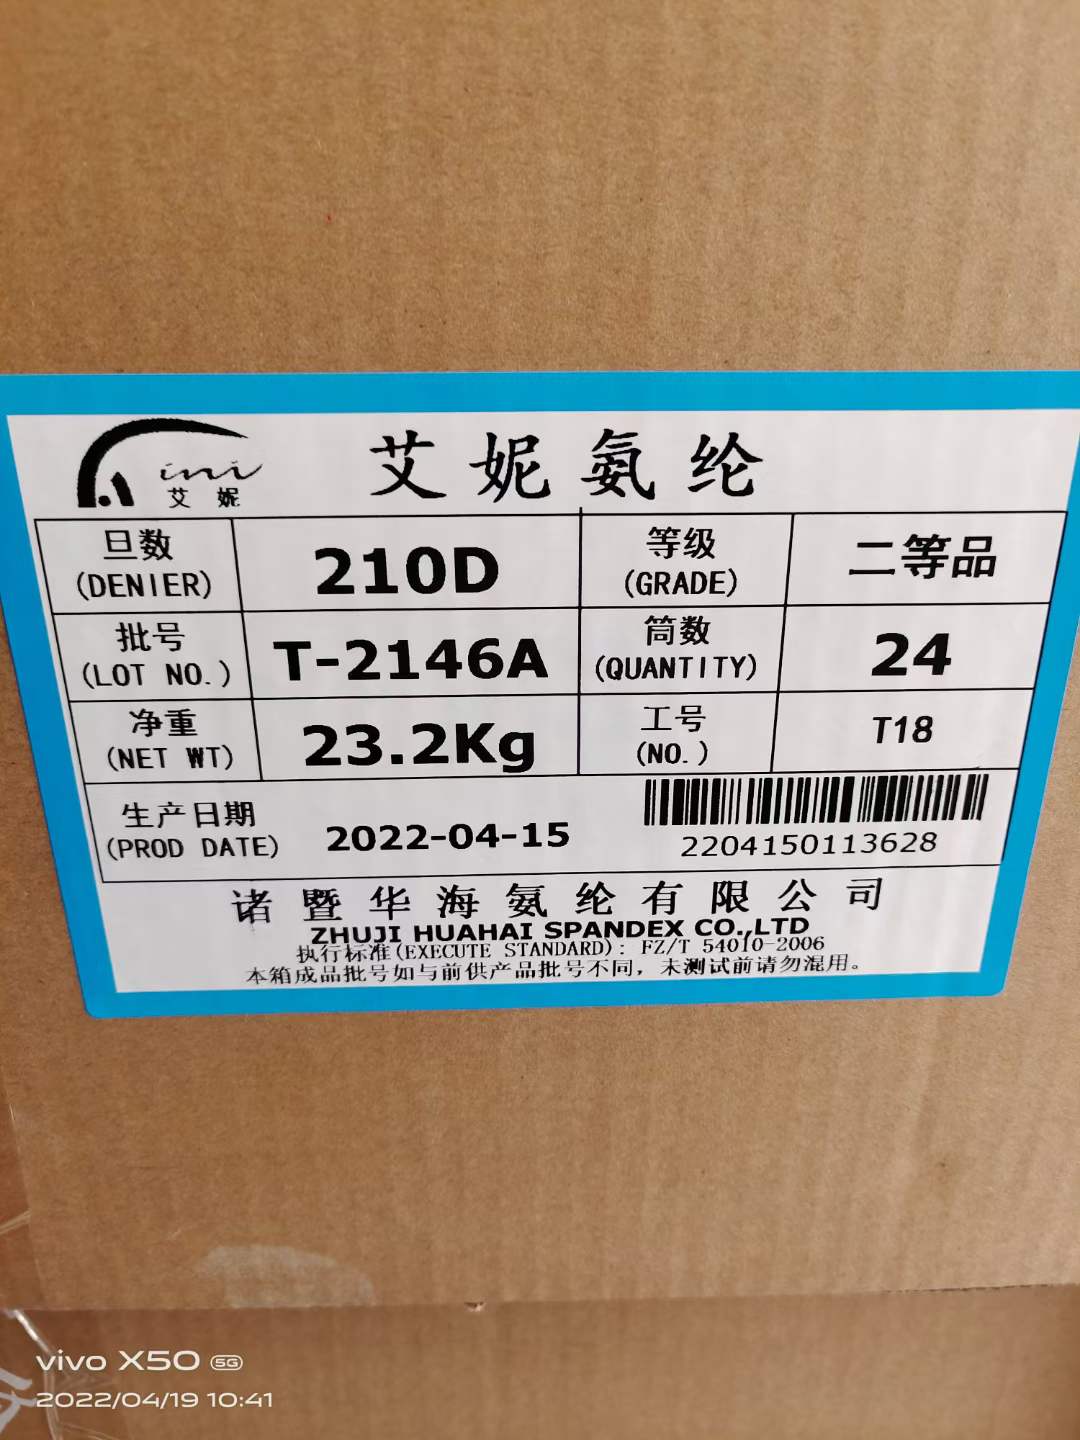 ini
艾妮
艾妮氨纶
旦数
(DENIER)
210D
等级
(GRADE)
二等品
批号
(LOT NO.)
T-2146A
筒数
(QUANTITY)
24
净重
(NET WT)
23.2Kg
工号
(NO.)
T18
生产日期
(PROD DATE)
2022-04-15
2204150113628
诸暨华海氨纶有限公司
ZHUJI HUAHAI SPANDEX CO.,LTD
执行标准(EXECUTE STANDARD): FZ/T 54010-2006
本箱成品批号如与前供产品批号不同，未测试前请勿混用。
vivo X50 5G
2022/04/19 10:41